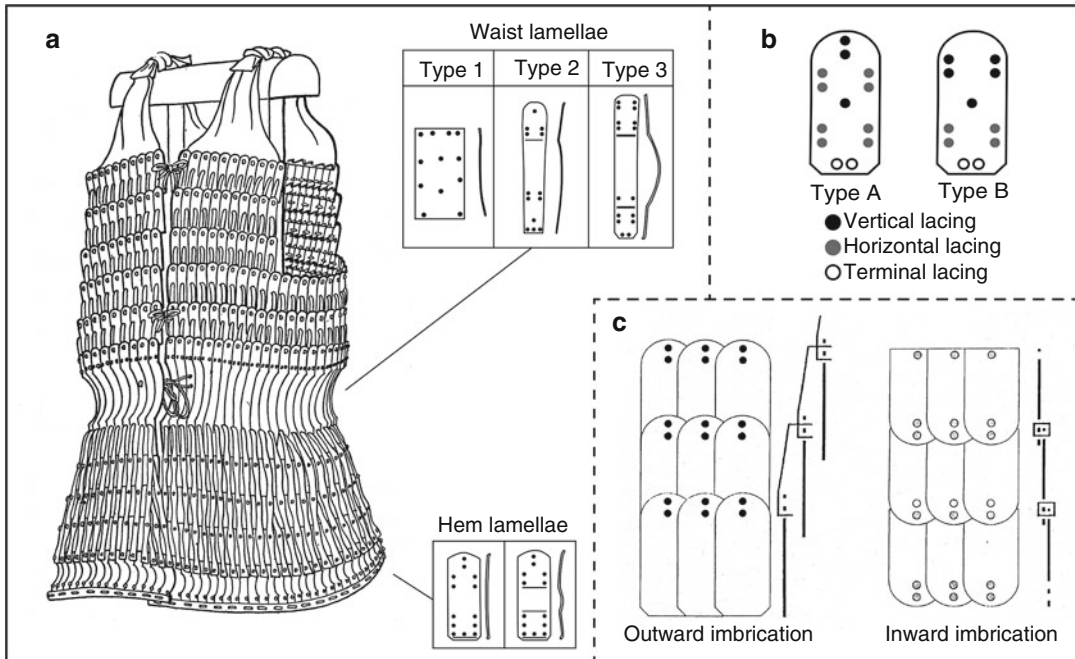 a
Waist lamellae
Type 1 Type 2 Type 3
Hem lamellae
b
Type A Type B
Vertical lacing
Horizontal lacing
Terminal lacing
c
Outward imbrication Inward imbrication